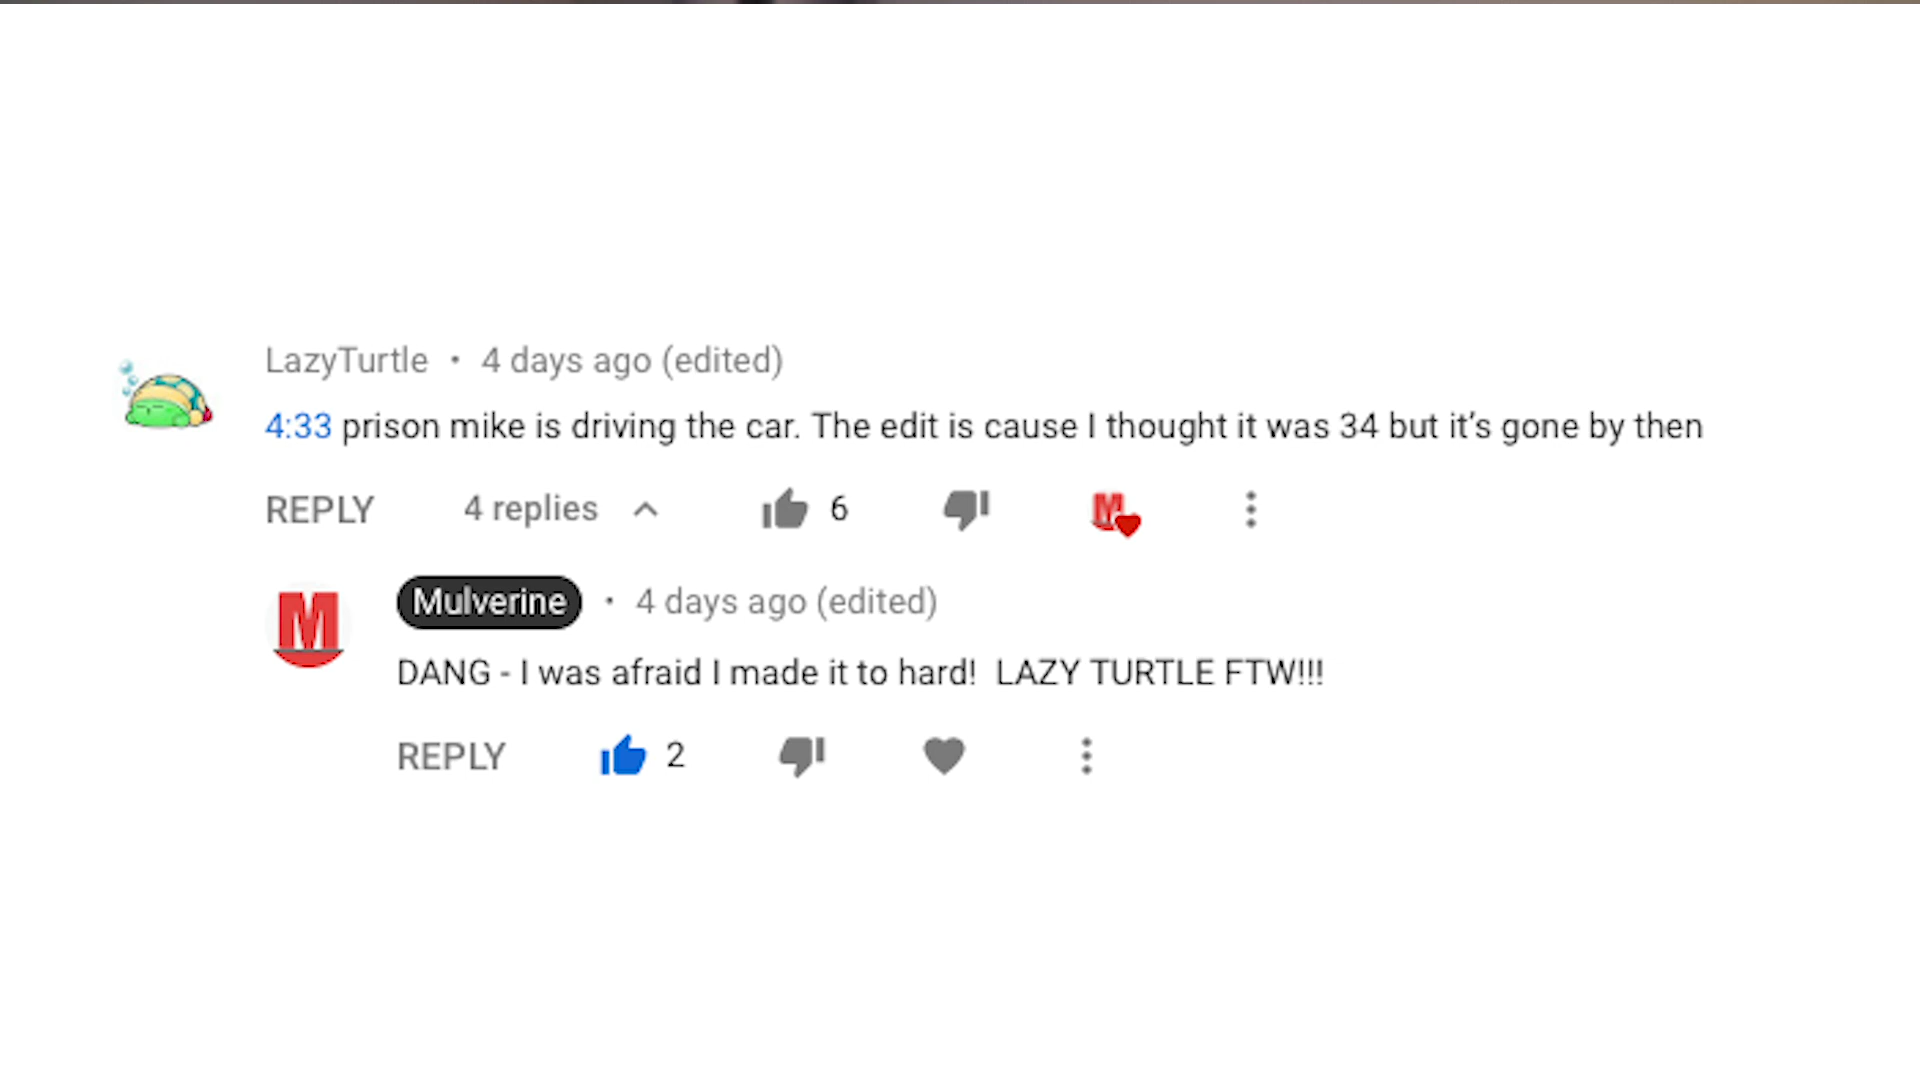 LazyTurtle • 4 days ago (edited)
4:33 prison mike is driving the car. The edit is cause I thought it was 34 but it's gone by then
REPLY 4 replies 6
M
M
Mulverine • 4 days ago (edited)
DANG - I was afraid I made it to hard! LAZY TURTLE FTW!!!
REPLY 2